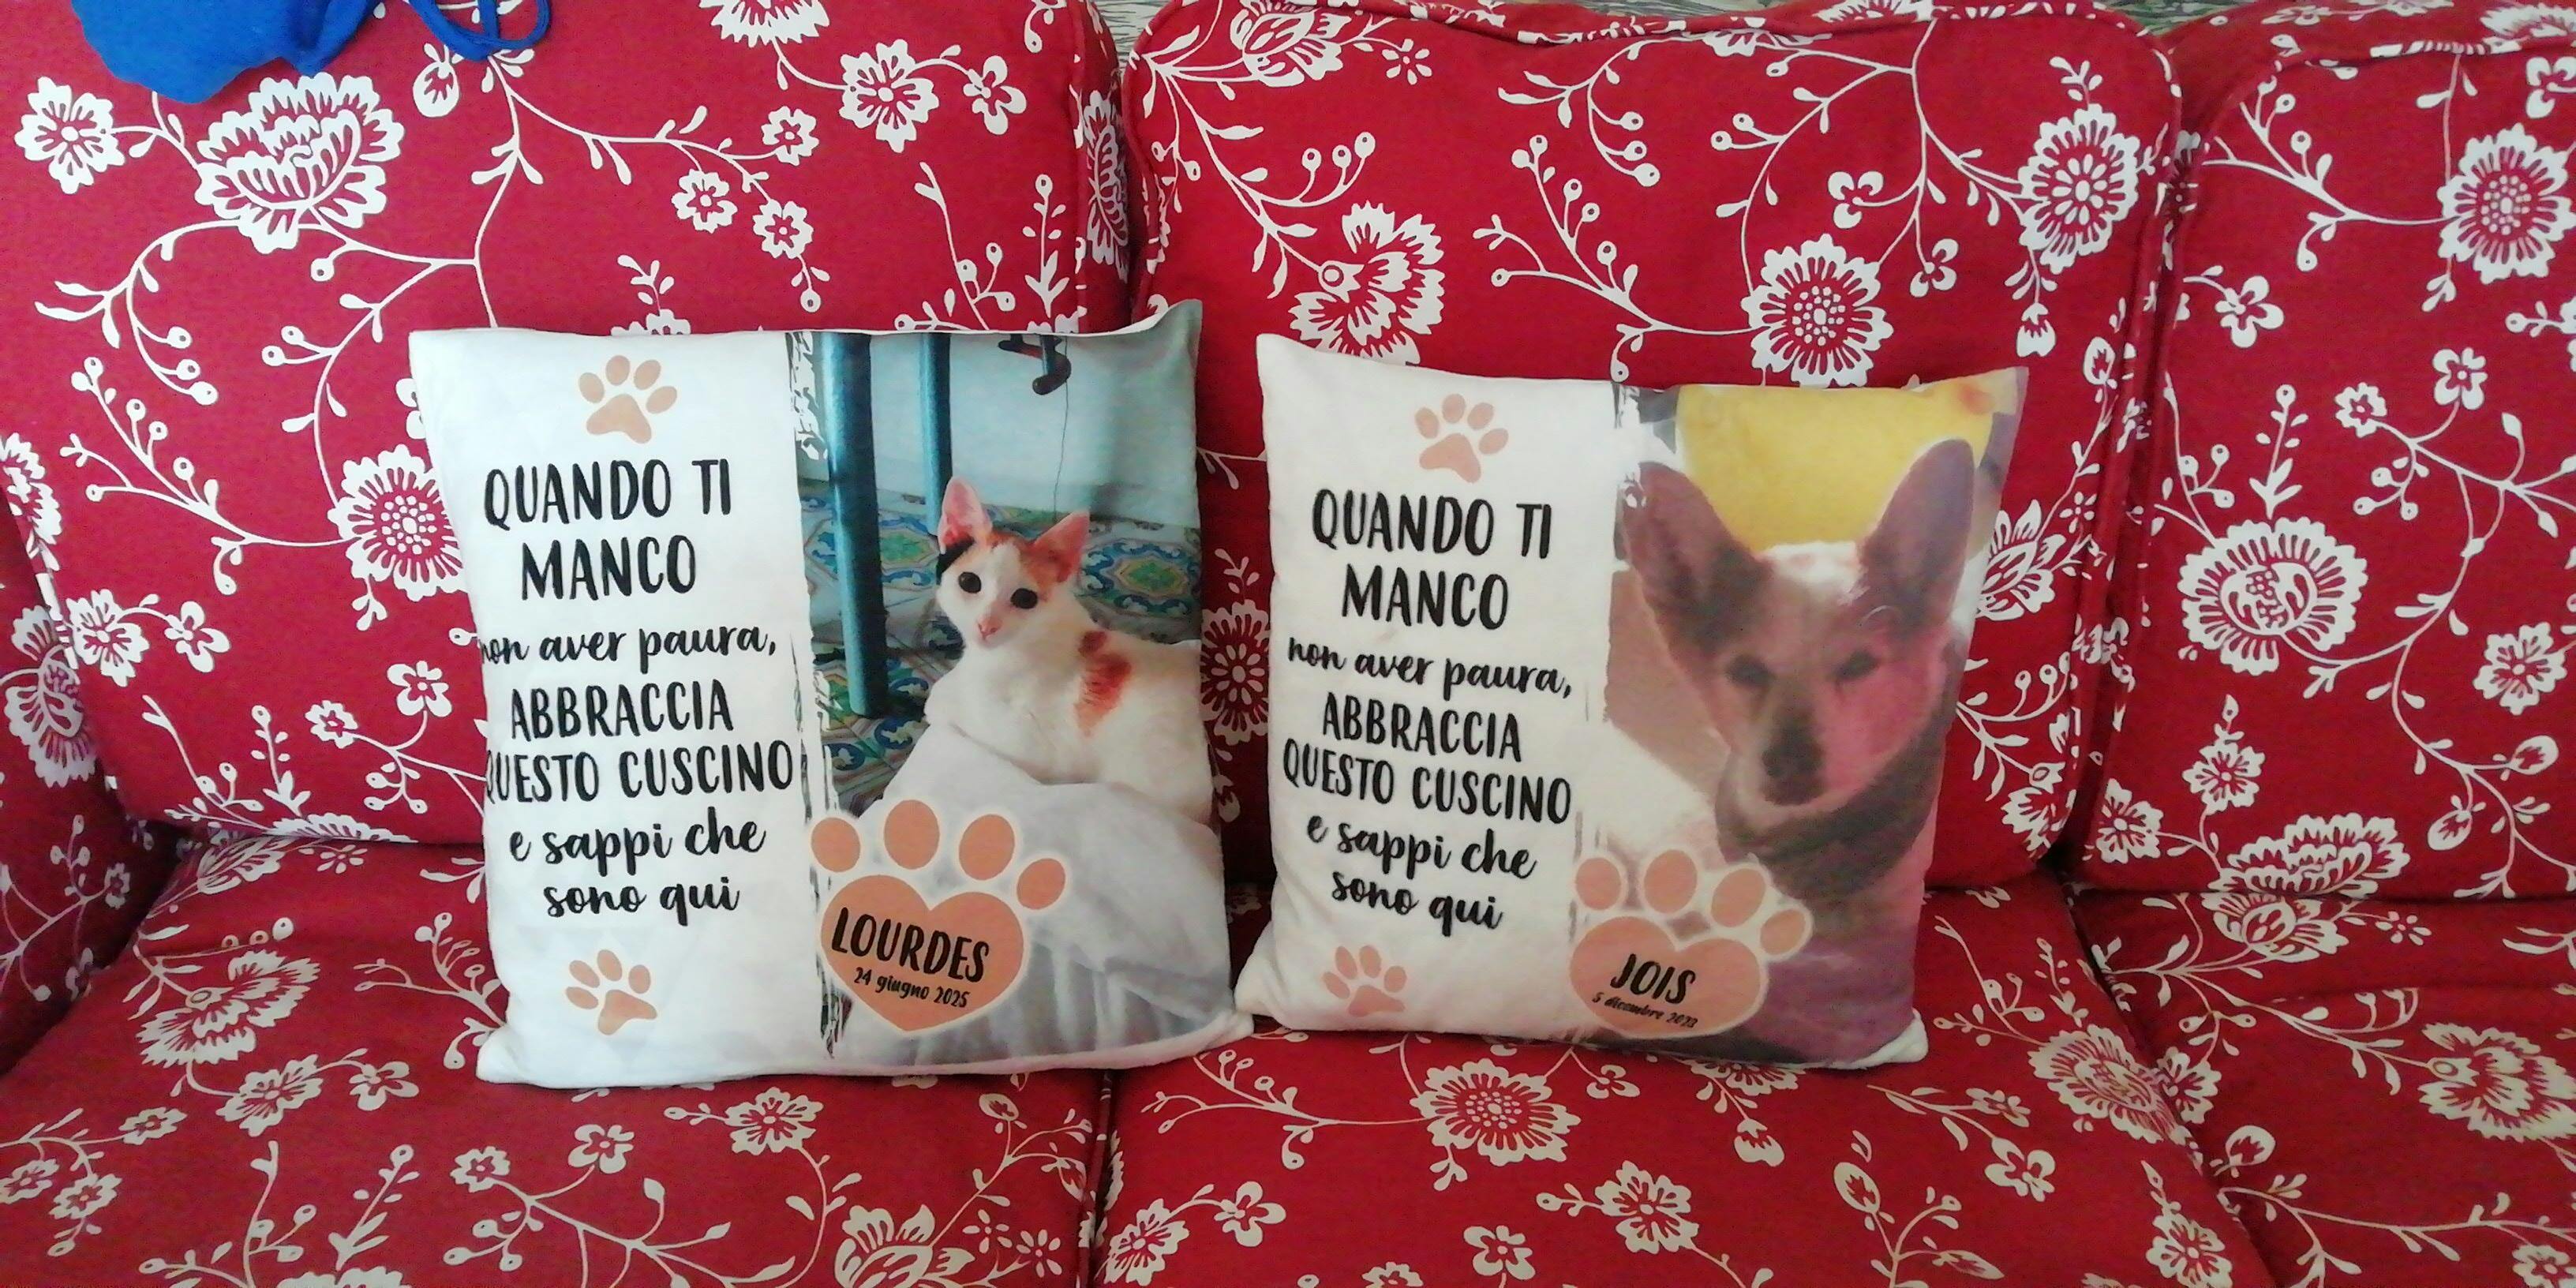 QUANDO TI
MANCO
non aver paura,
ABBRACCIA
QUESTO CUSCINO
e sappi che
sono qui
LOURDES
24 giugno 2025
QUANDO TI
MANCO
non aver paura,
ABBRACCIA
QUESTO CUSCINO
e sappi che
sono qui
JOIS
5 dicembre 2023